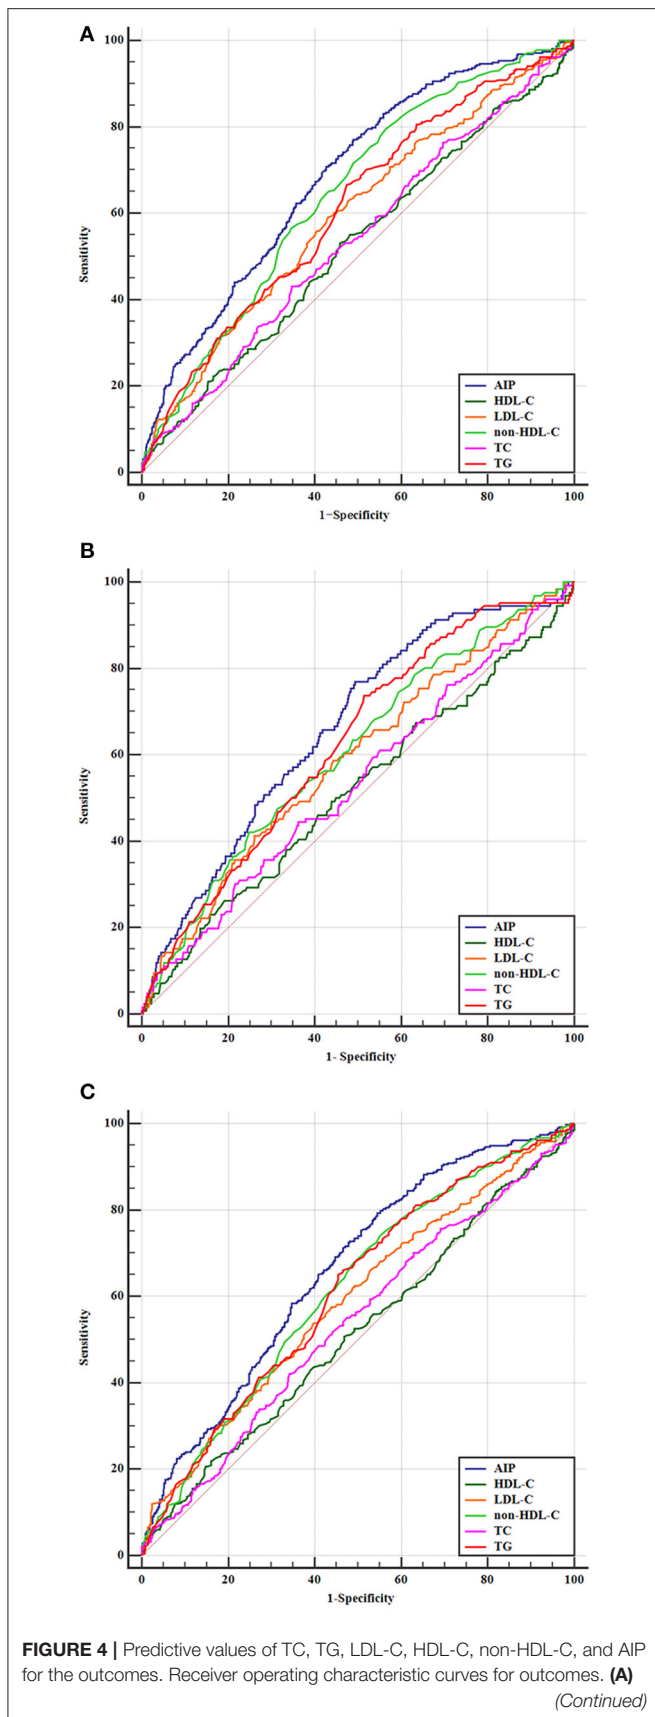 A
100
80
60
40
20
0
Sensitivity
AIP
HDL-C
LDL-C
non-HDL-C
TC
TG
0 20 40 60 80 100
1−Specificity
B
100
80
60
40
20
0
Sensitivity
AIP
HDL-C
LDL-C
non-HDL-C
TC
TG
0 20 40 60 80 100
1- Specificity
C
100
80
60
40
20
0
Sensitivity
AIP
HDL-C
LDL-C
non-HDL-C
TC
TG
0 20 40 60 80 100
1-Specificity
FIGURE 4 | Predictive values of TC, TG, LDL-C, HDL-C, non-HDL-C, and AIP
for the outcomes. Receiver operating characteristic curves for outcomes. (A)
(Continued)